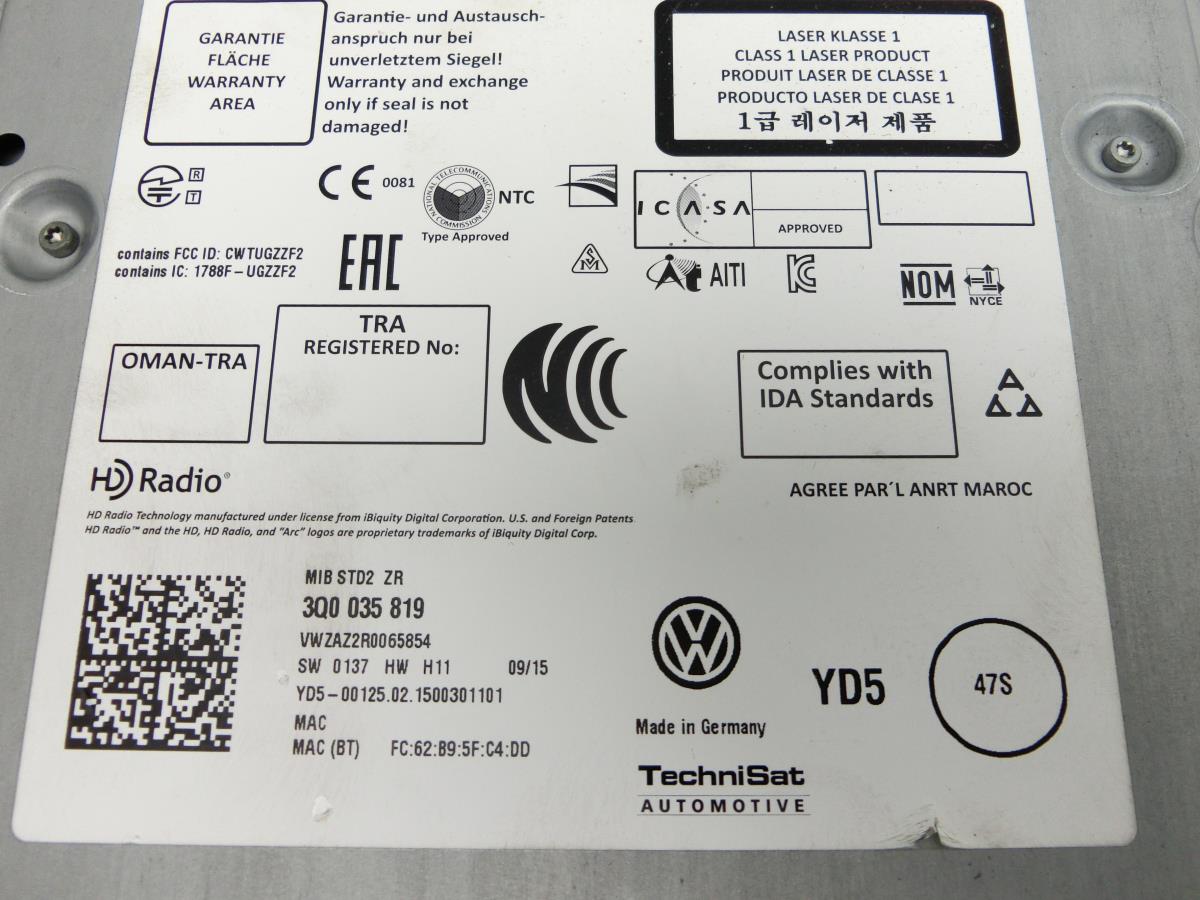 GARANTIE
FLÄCHE
WARRANTY
AREA
Garantie- und Austausch-
anspruch nur bei
unverletztem Siegel!
Warranty and exchange
only if seal is not
damaged!
LASER KLASSE 1
CLASS 1 LASER PRODUCT
PRODUIT LASER DE CLASSE 1
PRODUCTO LASER DE CLASE 1
1급 레이저 제품
R
T
CE 0081
NATIONAL TELECOMMUNICATIONS COMMISSION
NTC
Type Approved
ICASA
APPROVED
contains FCC ID: CWTUGZZF2
contains IC: 1788F-UGZZF2
EAC
AITI
NOM
NYCE
OMAN-TRA
TRA
REGISTERED No:
Complies with
IDA Standards
HD Radio®
AGREE PAR´L ANRT MAROC
HD Radio Technology manufactured under license from iBiquity Digital Corporation. U.S. and Foreign Patents
HD Radio™ and the HD, HD Radio, and "Arc" logos are proprietary trademarks of iBiquity Digital Corp.
MIB STD2 ZR
3Q0 035 819
VWZAZ2R0065854
SW 0137 HW H11 09/15
YD5-00125.02.1500301101
MAC
MAC (BT) FC:62:B9:5F:C4:DD
VW
Made in Germany
YD5
47S
TechniSat
AUTOMOTIVE